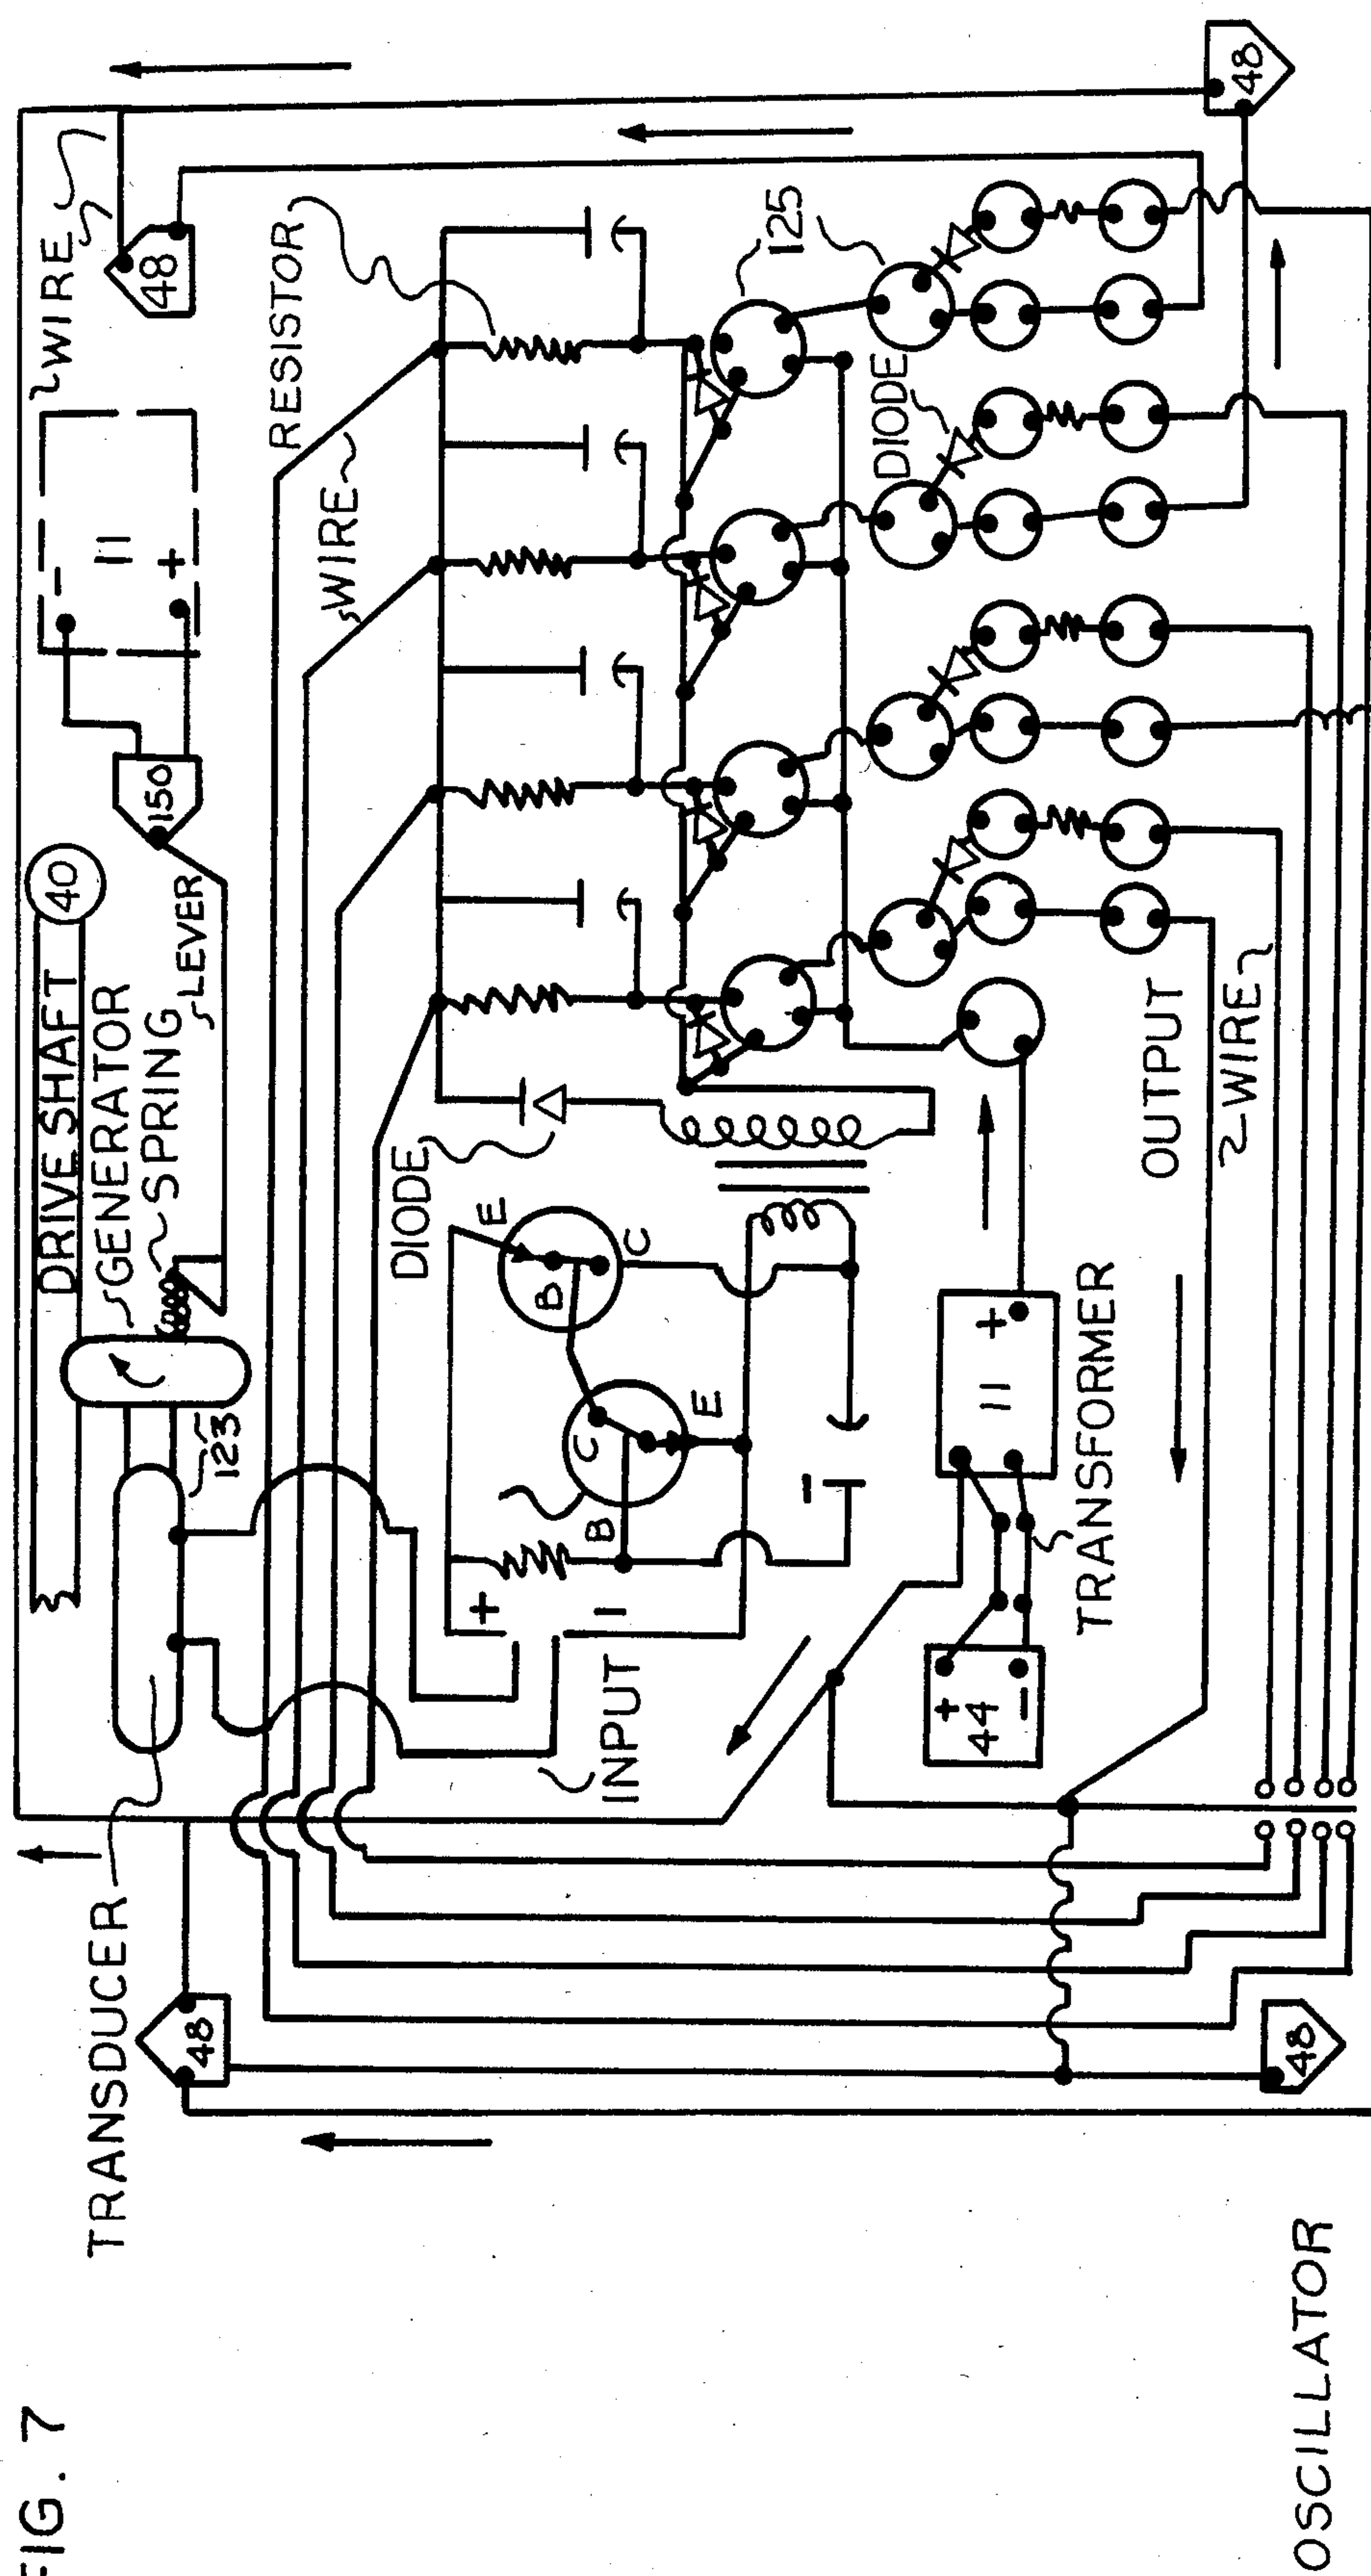 FIG. 7
OSCILLATOR
TRANSDUCER
DRIVE SHAFT
40
GENERATOR
SPRING
LEVER
123
150
-
11
+
WIRE
48
48
48
48
RESISTOR
WIRE
DIODE
125
DIODE
E
B
C
C
B
E
+
-
-
INPUT
+
44
-
11
+
TRANSFORMER
OUTPUT
WIRE